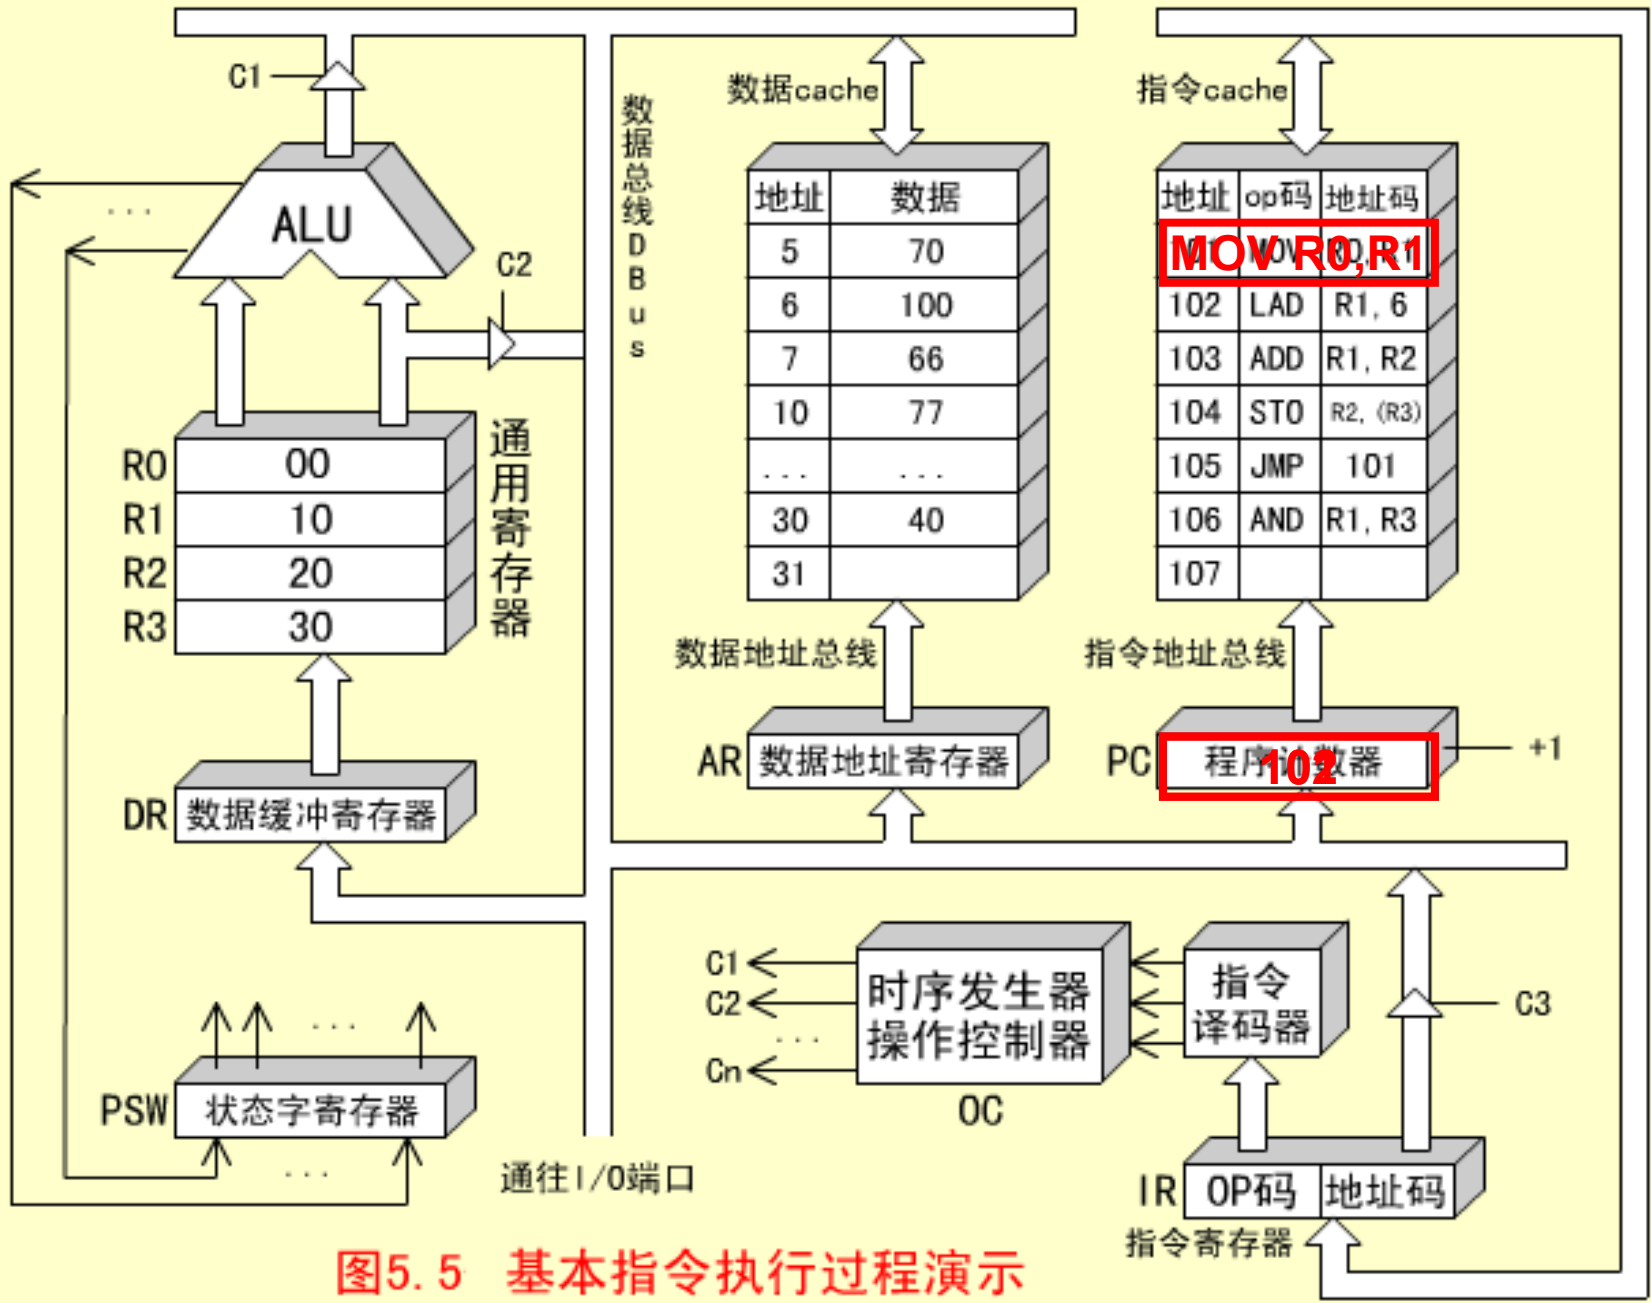 C1
数据总线DBus
数据cache
指令cache
地址 数据
5 70
6 100
7 66
10 77
... ...
30 40
31
地址 op码 地址码
MOV R0,R1
102 LAD R1,6
103 ADD R1,R2
104 STO R2,(R3)
105 JMP 101
106 AND R1,R3
107
...
ALU
C2
通用寄存器
R0 00
R1 10
R2 20
R3 30
数据地址总线
指令地址总线
AR 数据地址寄存器
PC 程序计数器
+1
DR 数据缓冲寄存器
C1
C2
...
Cn
时序发生器
操作控制器
OC
指令
译码器
C3
...
PSW 状态字寄存器
...
通往I/O端口
IR OP码 地址码
指令寄存器
图5.5 基本指令执行过程演示